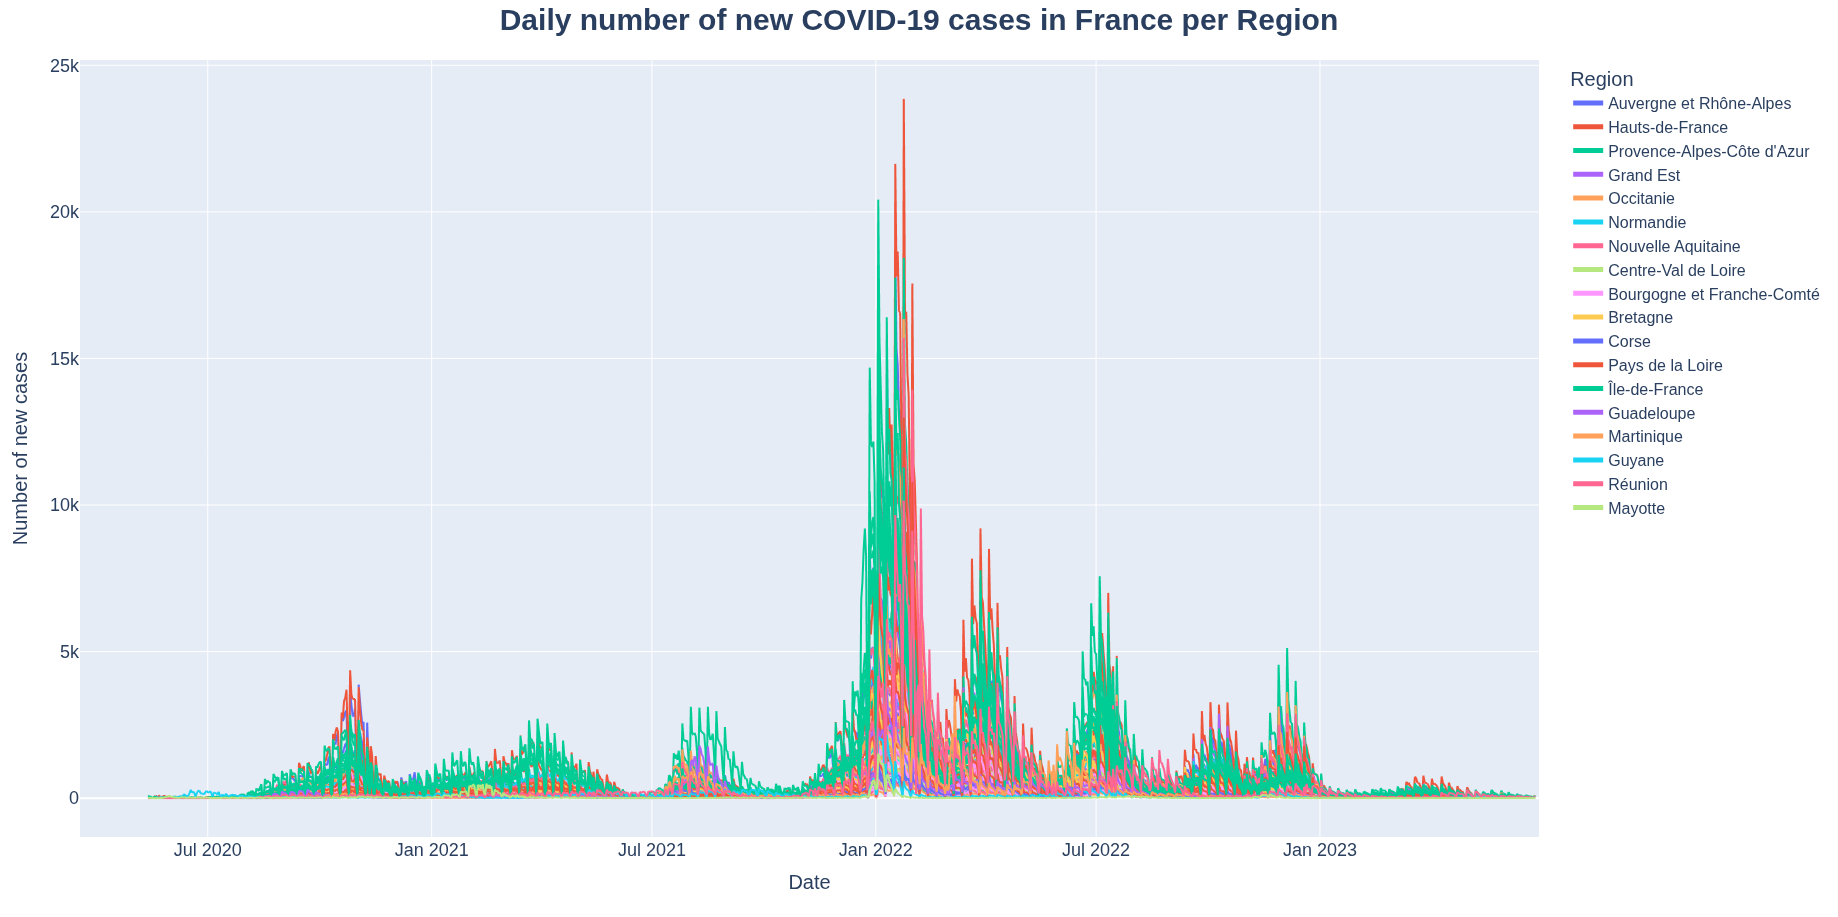 Daily number of new COVID-19 cases in France per Region
25k
20k
15k
10k
5k
0
Number of new cases
Jul 2020
Jan 2021
Jul 2021
Jan 2022
Jul 2022
Jan 2023
Date
Region
Auvergne et Rhône-Alpes
Hauts-de-France
Provence-Alpes-Côte d'Azur
Grand Est
Occitanie
Normandie
Nouvelle Aquitaine
Centre-Val de Loire
Bourgogne et Franche-Comté
Bretagne
Corse
Pays de la Loire
Île-de-France
Guadeloupe
Martinique
Guyane
Réunion
Mayotte